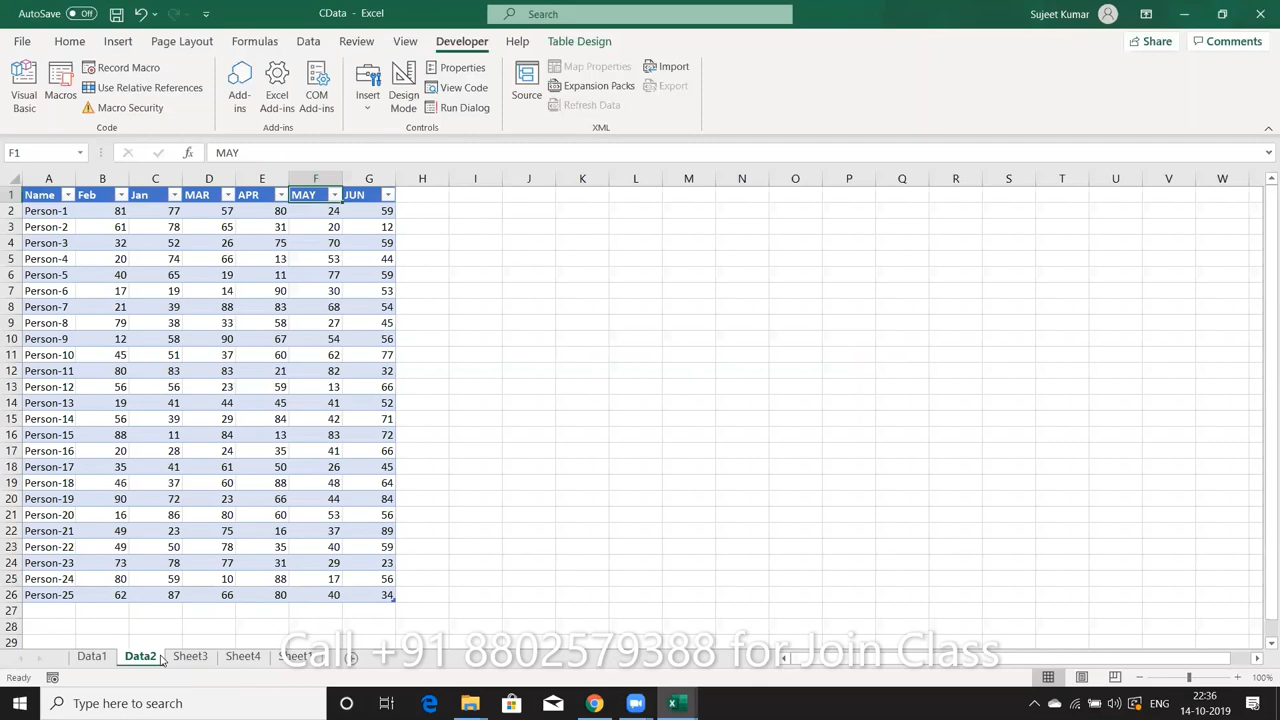 AutoSave Off CData - Excel Search Sujeet Kumar
File Home Insert Page Layout Formulas Data Review View Developer Help Table Design Share Comments
Visual Basic
Macros
Record Macro
Use Relative References
Macro Security
Code
Add-ins
Excel Add-ins
COM Add-ins
Add-ins
Insert
Design Mode
Properties
View Code
Run Dialog
Controls
Source
Map Properties
Expansion Packs
Refresh Data
Import
Export
XML
F1 fx MAY
A B C D E F G H I J K L M N O P Q R S T U V W
1 Name Feb Jan MAR APR MAY JUN
2 Person-1 81 77 57 80 24 59
3 Person-2 61 78 65 31 20 12
4 Person-3 32 52 26 75 70 59
5 Person-4 20 74 66 13 53 44
6 Person-5 40 65 19 11 77 59
7 Person-6 17 19 14 90 30 53
8 Person-7 21 39 88 83 68 54
9 Person-8 79 38 33 58 27 45
10 Person-9 12 58 90 67 54 56
11 Person-10 45 51 37 60 62 77
12 Person-11 80 83 83 21 82 32
13 Person-12 56 56 23 59 13 66
14 Person-13 19 41 44 45 41 52
15 Person-14 56 39 29 84 42 71
16 Person-15 88 11 84 13 83 72
17 Person-16 20 28 24 35 41 66
18 Person-17 35 41 61 50 26 45
19 Person-18 46 37 60 88 48 64
20 Person-19 90 72 23 66 44 84
21 Person-20 16 86 80 60 53 56
22 Person-21 49 23 75 16 37 89
23 Person-22 49 50 78 35 40 59
24 Person-23 73 78 77 31 29 23
25 Person-24 80 59 10 88 17 56
26 Person-25 62 87 66 80 40 34
27
28
29
Call +91 8802579388 for Join Class
Data1 Data2 Sheet3 Sheet4
Ready 100%
Type here to search ENG 22:36
14-10-2019